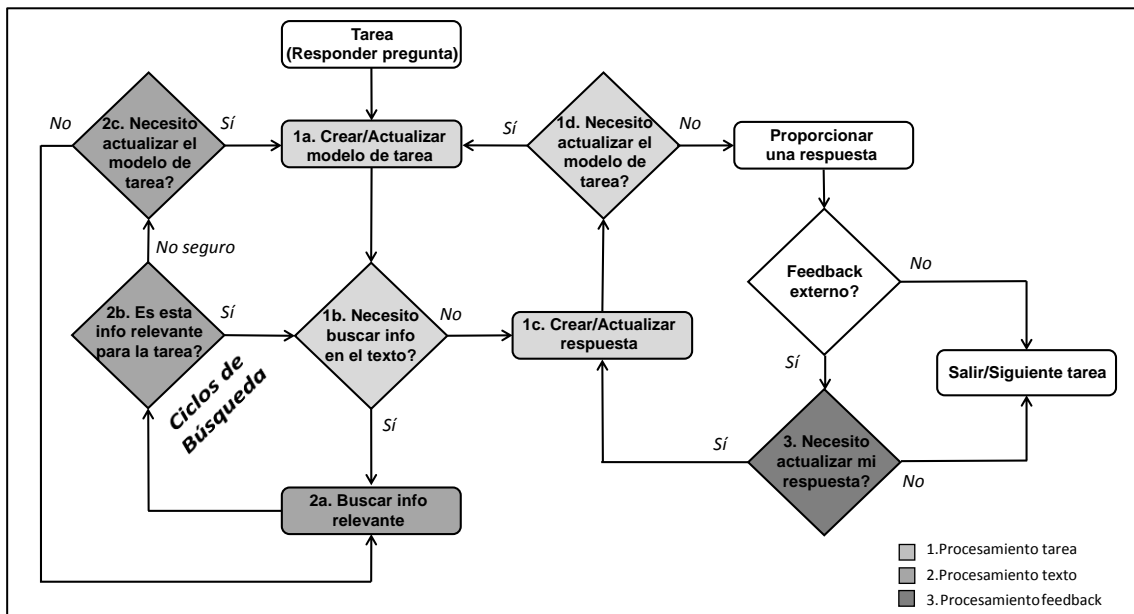 Tarea
(Responder pregunta)
No
2c. Necesito
actualizar el
modelo de
tarea?
Sí
1a. Crear/Actualizar
modelo de tarea
Sí
1d. Necesito
actualizar el
modelo de
tarea?
No
Proporcionar
una respuesta
No seguro
2b. Es esta
info relevante
para la tarea?
Sí
1b. Necesito
buscar info
en el texto?
No
1c. Crear/Actualizar
respuesta
Feedback
externo?
No
Ciclos de
Búsqueda
Sí
Sí
Salir/Siguiente tarea
Sí
3. Necesito
actualizar mi
respuesta?
No
2a. Buscar info
relevante
1.Procesamiento tarea
2.Procesamiento texto
3.Procesamiento feedback